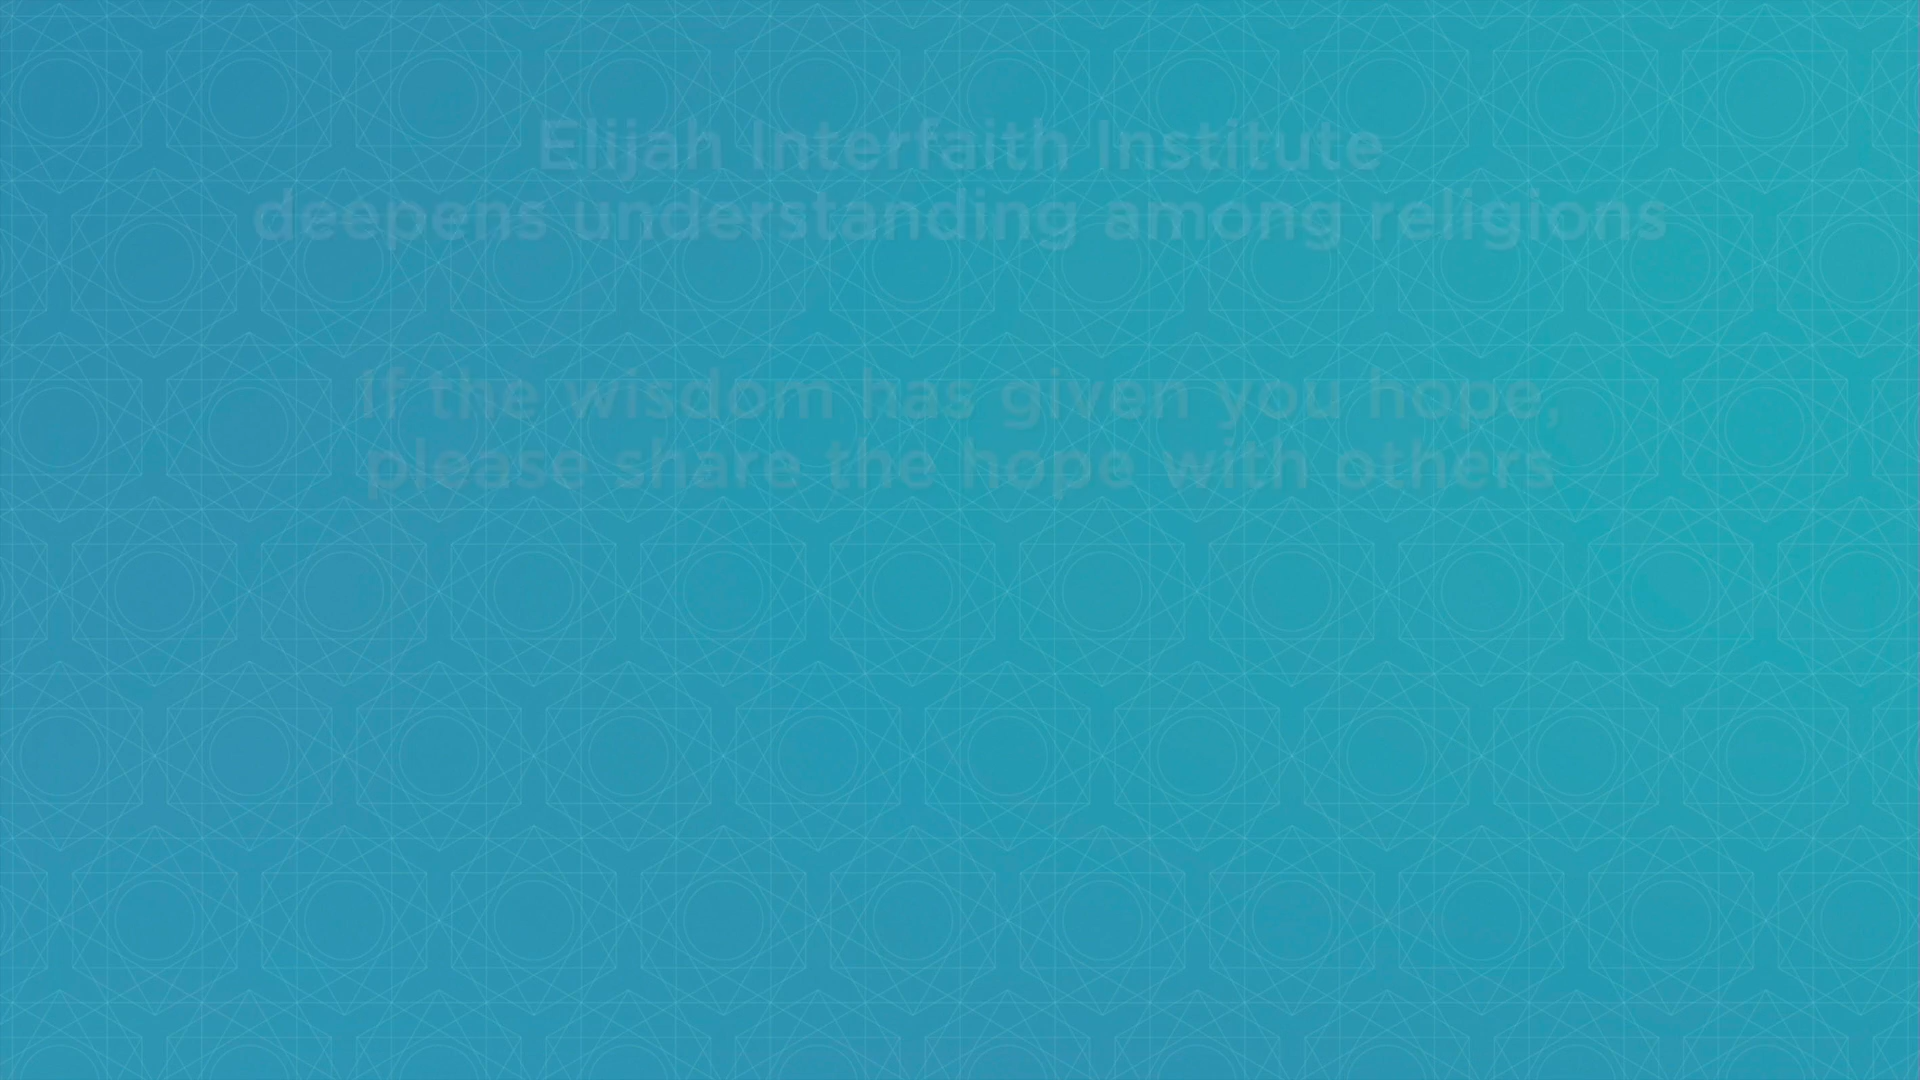 Elijah Interfaith Institute
deepens understanding among religions
If the wisdom has given you hope,
please share the hope with others